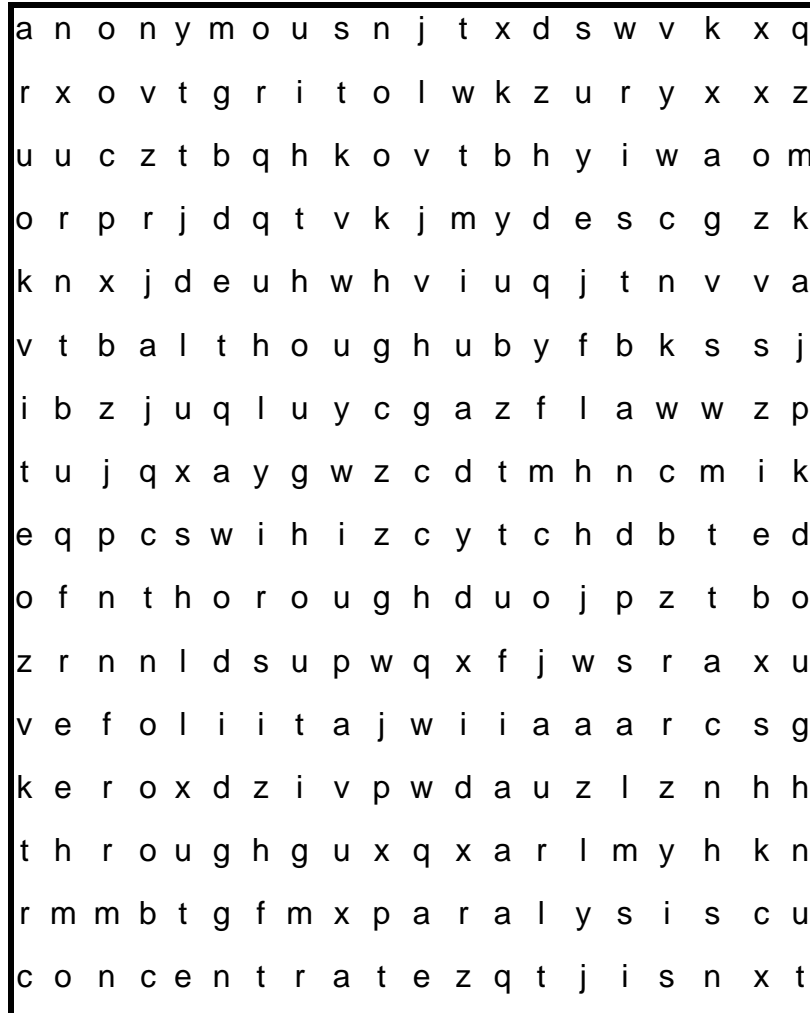 a n o n y m o u s n j t x d s w v k x q
r x o v t g r i t o l w k z u r y x x z
u u c z t b q h k o v t b h y i w a o m
o r p r j d q t v k j m y d e s c g z k
k n x j d e u h w h v i u q j t n v v a
v t b a l t h o u g h u b y f b k s s j
i b z j u q l u y c g a z f l a w w z p
t u j q x a y g w z c d t m h n c m i k
e q p c s w i h i z c y t c h d b t e d
o f n t h o r o u g h d u o j p z t b o
z r n n l d s u p w q x f j w s r a x u
v e f o l i i t a j w i i a a a r c s g
k e r o x d z i v p w d a u z l z n h h
t h r o u g h g u x q x a r l m y h k n
r m m b t g f m x p a r a l y s i s c u
c o n c e n t r a t e z q t j i s n x t